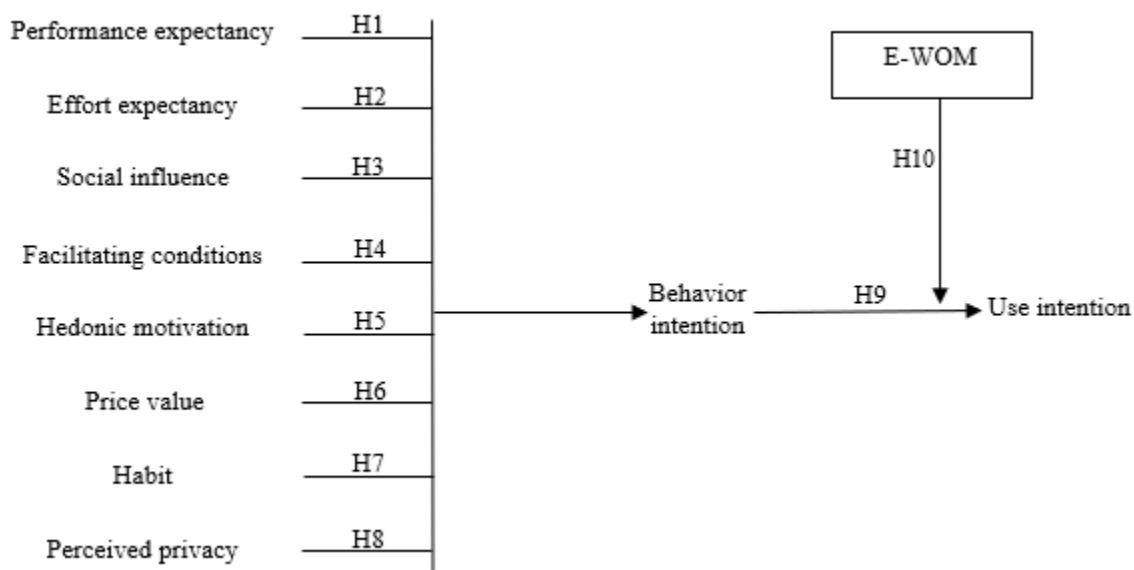 Performance expectancy
H1
Effort expectancy
H2
Social influence
H3
Facilitating conditions
H4
Hedonic motivation
H5
Price value
H6
Habit
H7
Perceived privacy
H8
Behavior
intention
H9
E-WOM
H10
Use intention